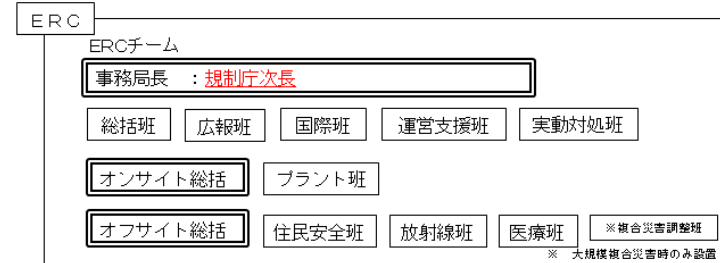 ERC
ERCチーム
事務局長　：規制庁次長
総括班　広報班　国際班　運営支援班　実動対処班
オンサイト総括　プラント班
オフサイト総括　住民安全班　放射線班　医療班　※複合災害調整班
※　大規模複合災害時のみ設置